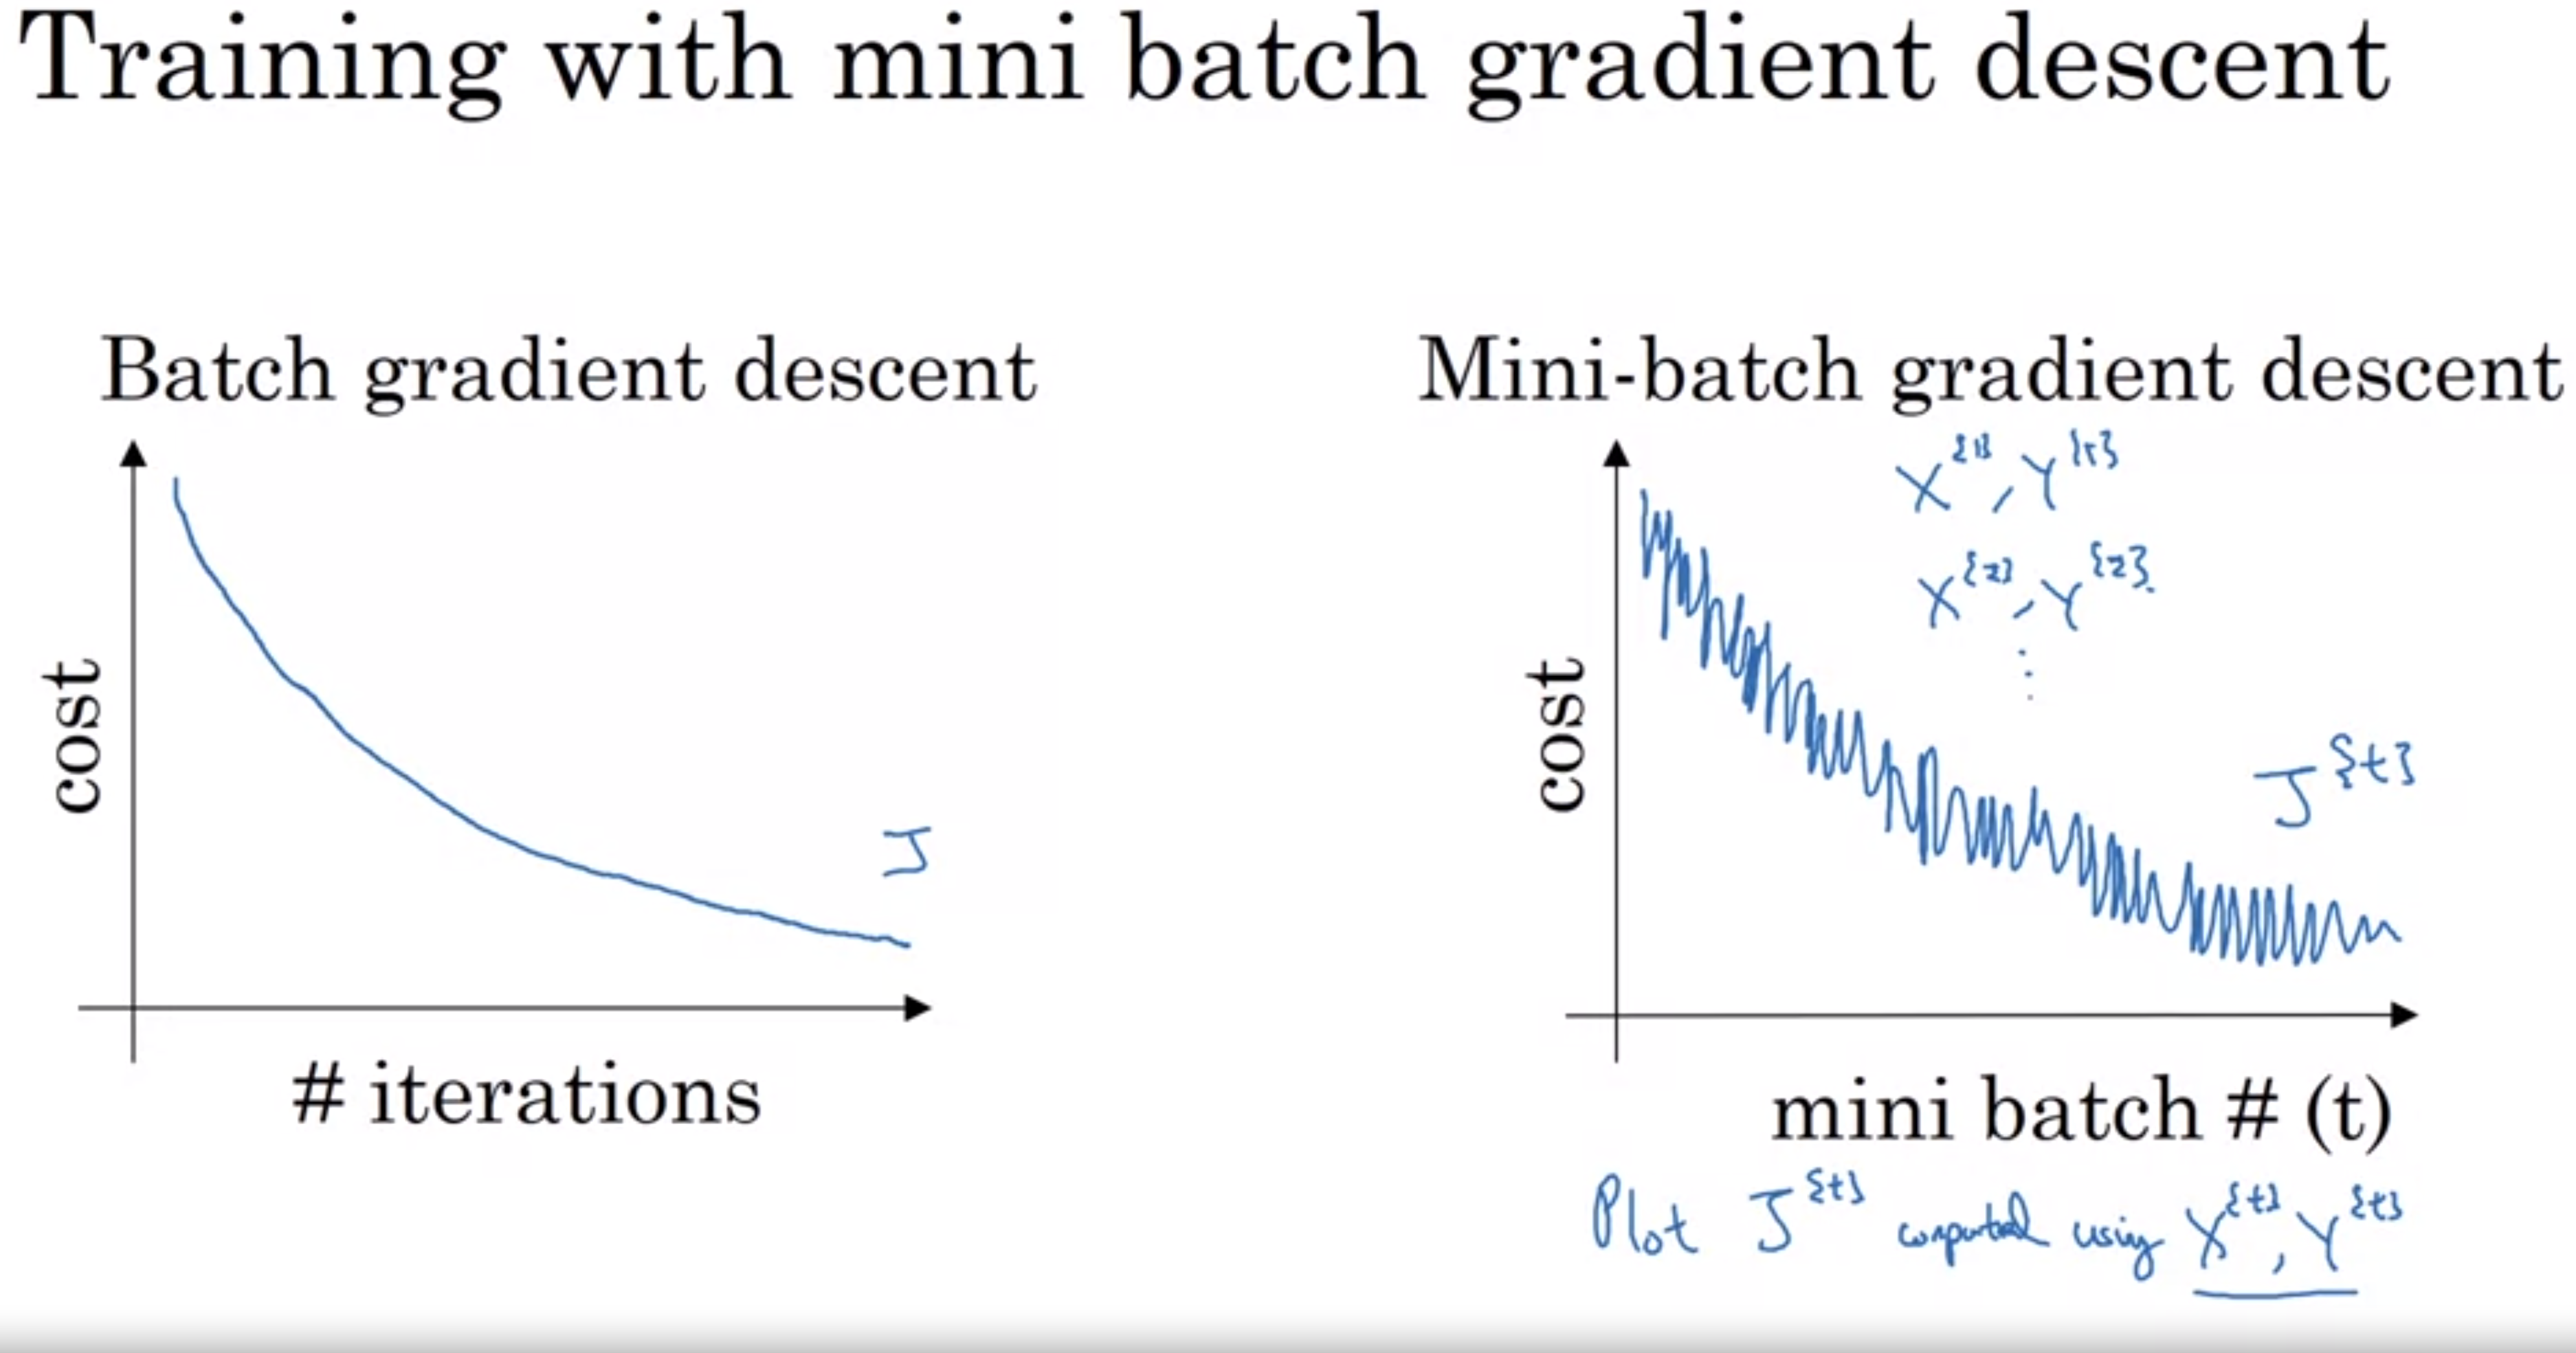 Training with mini batch gradient descent
Batch gradient descent
cost
J
# iterations
Mini-batch gradient descent
X^{1}, Y^{1}
X^{2}, Y^{2}.
⋮
cost
J^{t}
mini batch # (t)
Plot J^{t} computed using X^{t}, Y^{t}